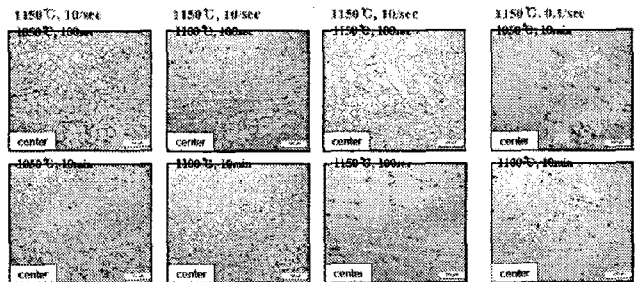 1150℃, 10/sec
1150℃, 10/sec
1150℃, 10/sec
1150℃, 0.1/sec
1050℃, 100sec
1100℃, 100sec
1150℃, 100sec
1050℃, 10min
center
center
center
center
1050℃, 10min
1100℃, 10min
1150℃, 100sec
1100℃, 10min
center
center
center
center